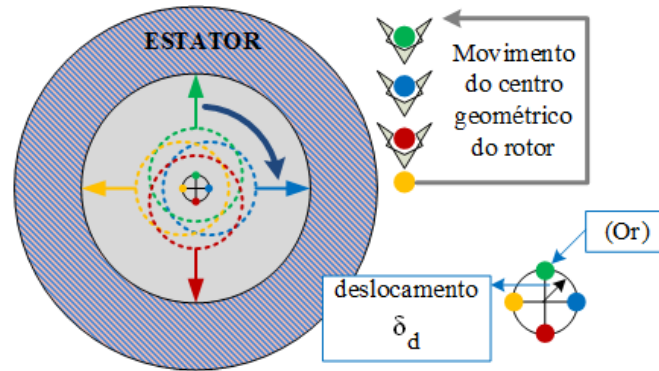 ESTATOR
Movimento
do centro
geométrico
do rotor
(Or)
deslocamento
δd